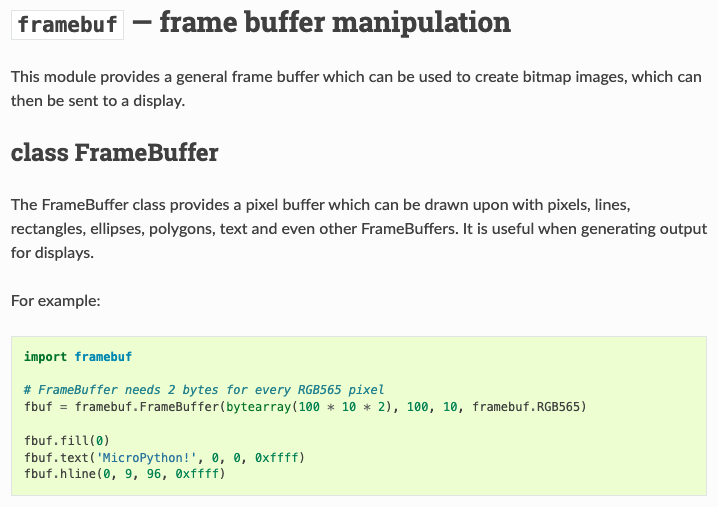 framebuf — frame buffer manipulation
This module provides a general frame buffer which can be used to create bitmap images, which can
then be sent to a display.
class FrameBuffer
The FrameBuffer class provides a pixel buffer which can be drawn upon with pixels, lines,
rectangles, ellipses, polygons, text and even other FrameBuffers. It is useful when generating output
for displays.
For example:
import framebuf
# FrameBuffer needs 2 bytes for every RGB565 pixel
fbuf = framebuf.FrameBuffer(bytearray(100 * 10 * 2), 100, 10, framebuf.RGB565)
fbuf.fill(0)
fbuf.text('MicroPython!', 0, 0, 0xffff)
fbuf.hline(0, 9, 96, 0xffff)